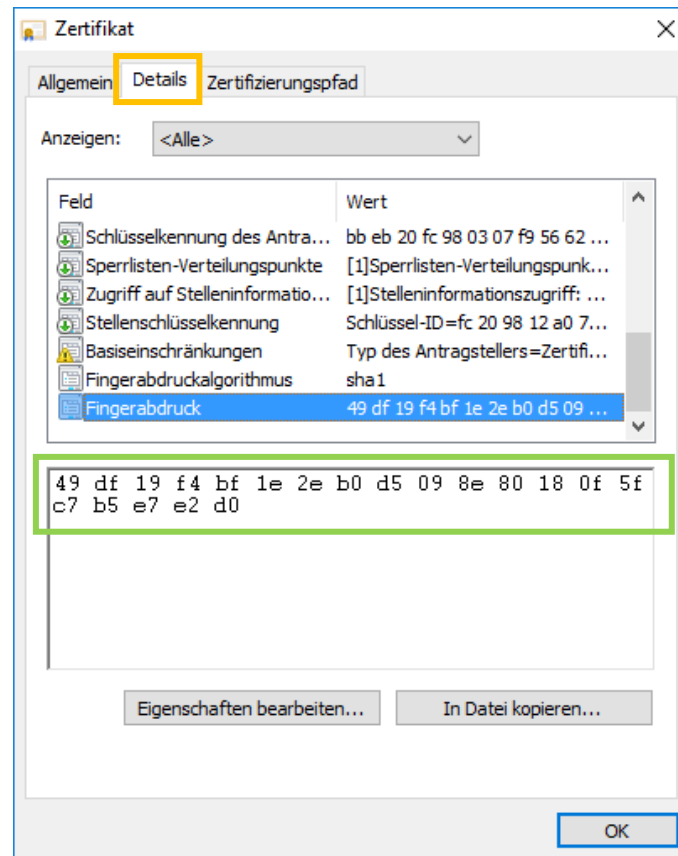 Zertifikat
Allgemein Details Zertifizierungspfad
Anzeigen: <Alle>
Feld Wert
Schlüsselkennung des Antra... bb eb 20 fc 98 03 07 f9 56 62 ...
Sperrlisten-Verteilungspunkte [1]Sperrlisten-Verteilungspunk...
Zugriff auf Stelleninformatio... [1]Stelleninformationszugriff: ...
Stellenschlüsselkennung Schlüssel-ID=fc 20 98 12 a0 7...
Basiseinschränkungen Typ des Antragstellers=Zertifi...
Fingerabdruckalgorithmus sha1
Fingerabdruck 49 df 19 f4 bf 1e 2e b0 d5 09 ...
49 df 19 f4 bf 1e 2e b0 d5 09 8e 80 18 0f 5f
c7 b5 e7 e2 d0
Eigenschaften bearbeiten... In Datei kopieren...
OK